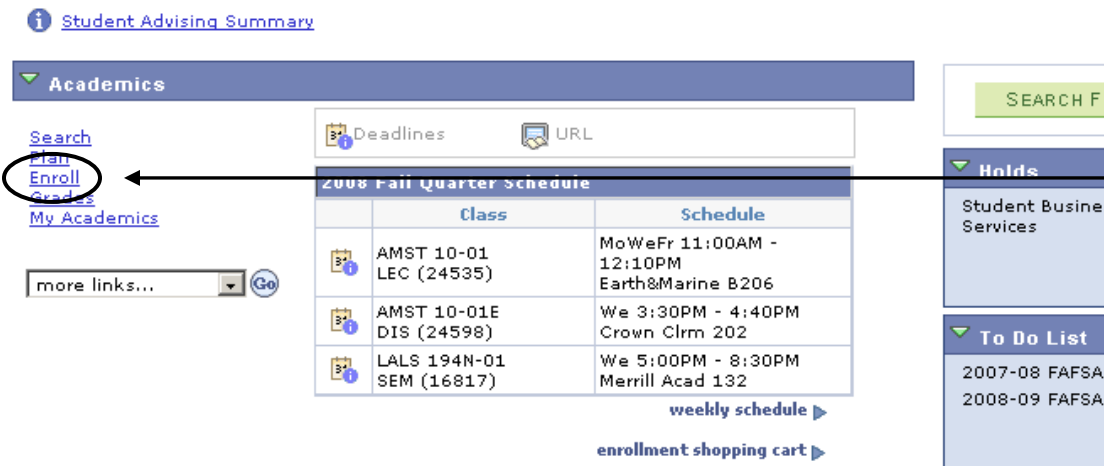 Student Advising Summary
Academics
Search
Plan
Enroll
Grades
My Academics
more links...
Go
Deadlines
URL
2008 Fall Quarter Schedule
Class
Schedule
AMST 10-01
LEC (24535)
MoWeFr 11:00AM -
12:10PM
Earth&Marine B206
AMST 10-01E
DIS (24598)
We 3:30PM - 4:40PM
Crown Clrm 202
LALS 194N-01
SEM (16817)
We 5:00PM - 8:30PM
Merrill Acad 132
weekly schedule
enrollment shopping cart
SEARCH F
Holds
Student Busine
Services
To Do List
2007-08 FAFSA
2008-09 FAFSA